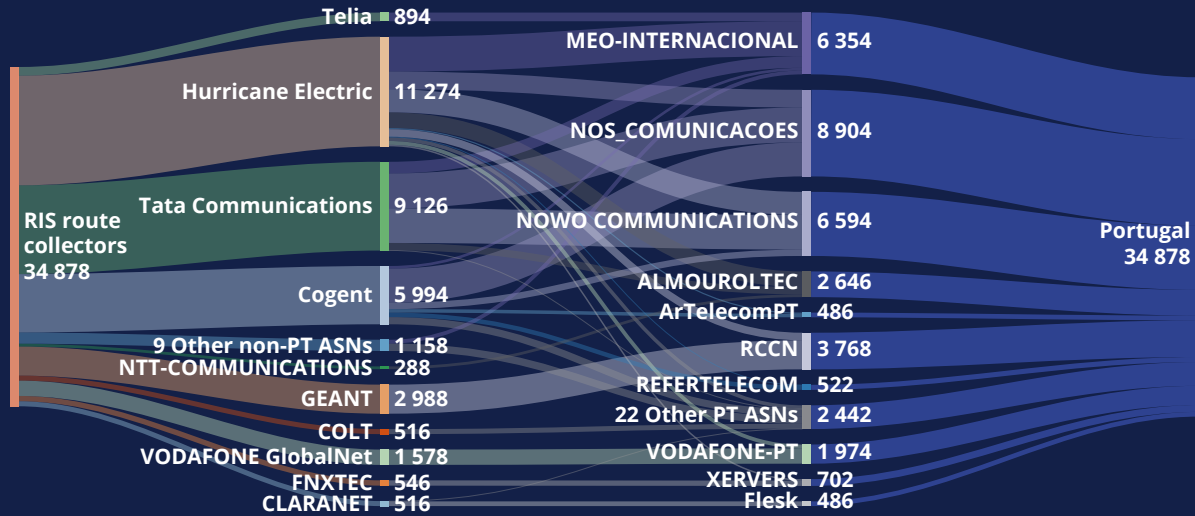 Telia 894
Hurricane Electric 11 274
Tata Communications 9 126
RIS route
collectors
34 878
Cogent 5 994
9 Other non-PT ASNs 1 158
NTT-COMMUNICATIONS 288
GEANT 2 988
COLT 516
VODAFONE GlobalNet 1 578
FNXTEC 546
CLARANET 516
MEO-INTERNACIONAL 6 354
NOS_COMUNICACOES 8 904
NOWO COMMUNICATIONS 6 594
ALMOUROLTEC 2 646
ArTelecomPT 486
RCCN 3 768
REFERTELECOM 522
22 Other PT ASNs 2 442
VODAFONE-PT 1 974
XERVERS 702
Flesk 486
Portugal
34 878